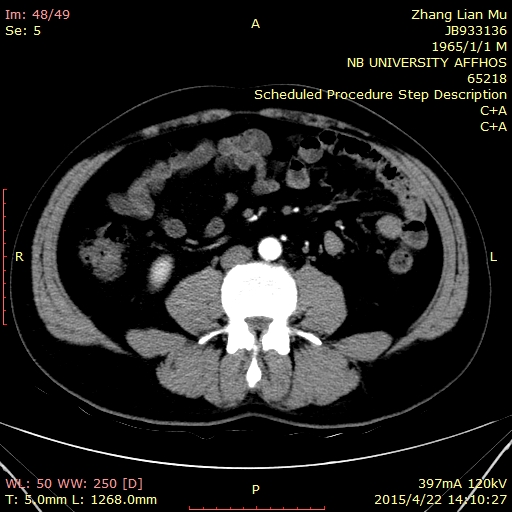 Im: 48/49
Se: 5
A
Zhang Lian Mu
JB933136
1965/1/1 M
NB UNIVERSITY AFFHOS
65218
Scheduled Procedure Step Description
C+A
C+A
R
L
WL: 50 WW: 250 [D]
T: 5.0mm L: 1268.0mm
P
397mA 120kV
2015/4/22 14:10:27